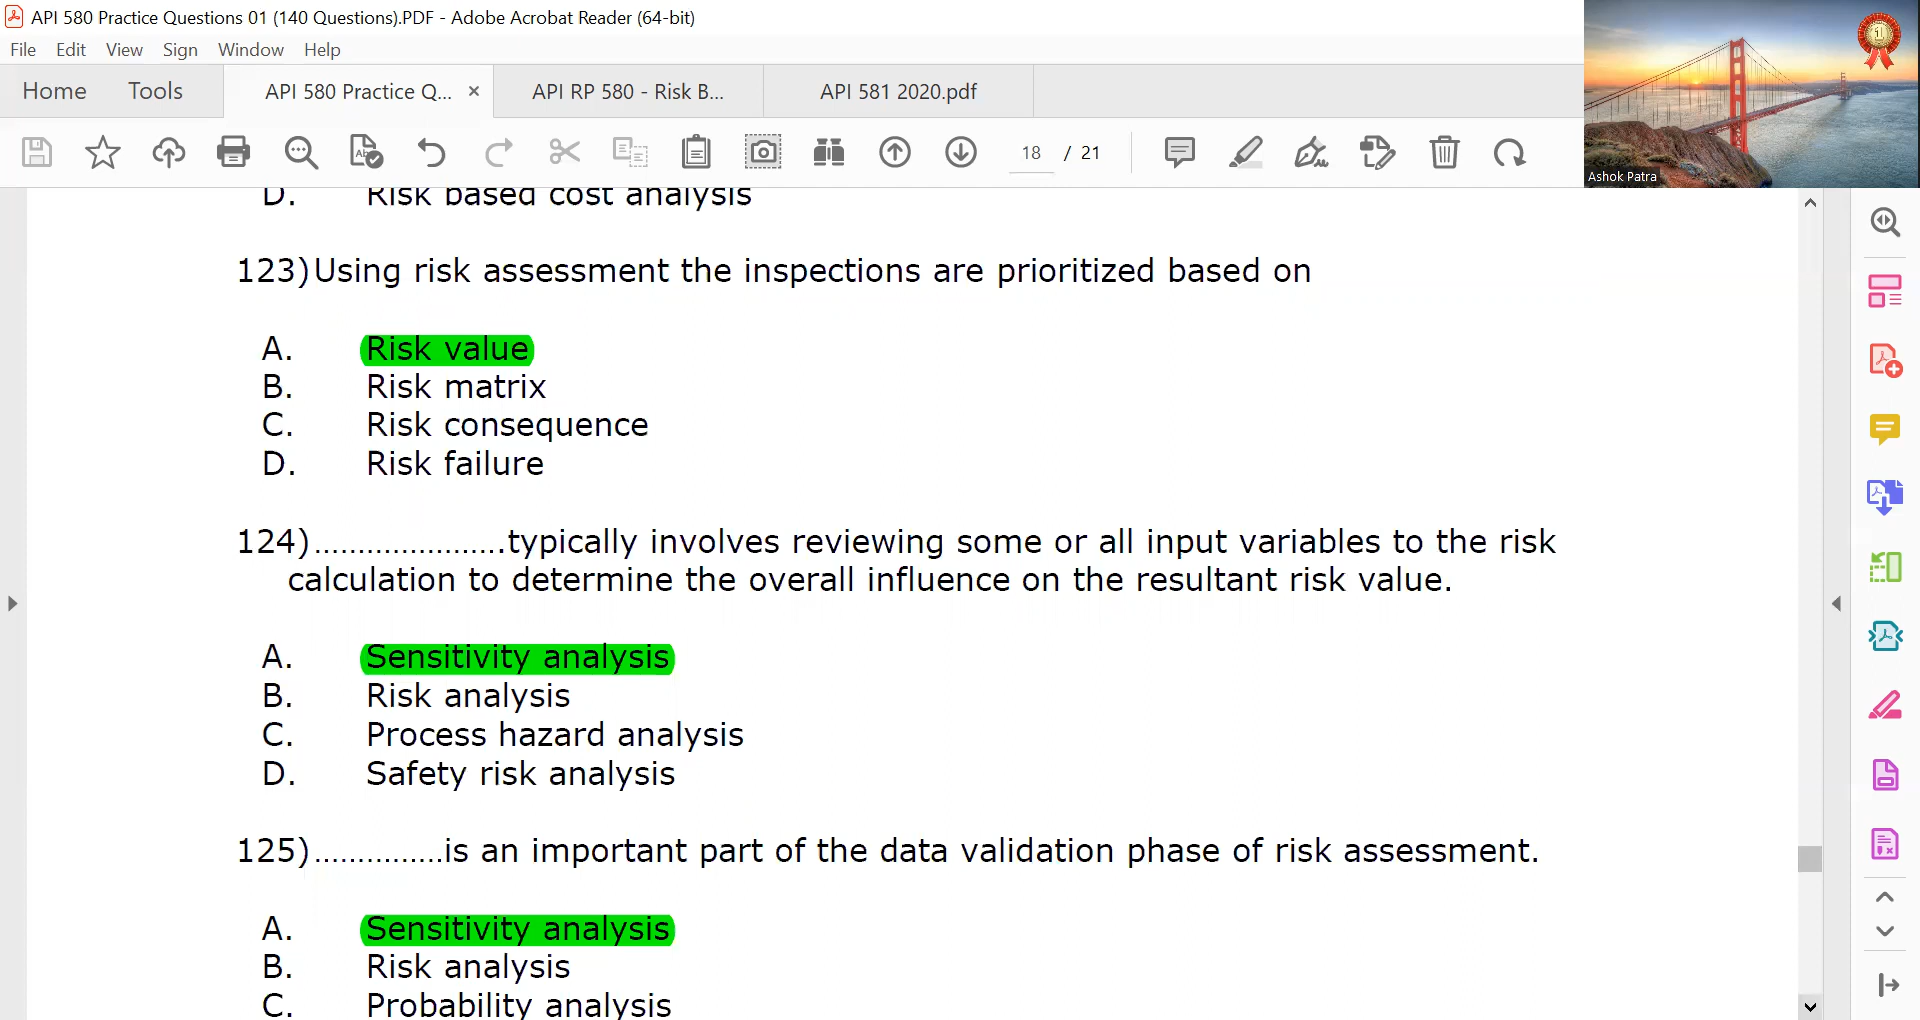 API 580 Practice Questions 01 (140 Questions).PDF - Adobe Acrobat Reader (64-bit)
File Edit View Sign Window Help
Home Tools API 580 Practice Q... × API RP 580 - Risk B... API 581 2020.pdf
18 / 21
1
Ashok Patra
D. Risk based cost analysis
123) Using risk assessment the inspections are prioritized based on
A. Risk value
B. Risk matrix
C. Risk consequence
D. Risk failure
124) ......................typically involves reviewing some or all input variables to the risk
calculation to determine the overall influence on the resultant risk value.
A. Sensitivity analysis
B. Risk analysis
C. Process hazard analysis
D. Safety risk analysis
125) ...............is an important part of the data validation phase of risk assessment.
A. Sensitivity analysis
B. Risk analysis
C. Probability analysis